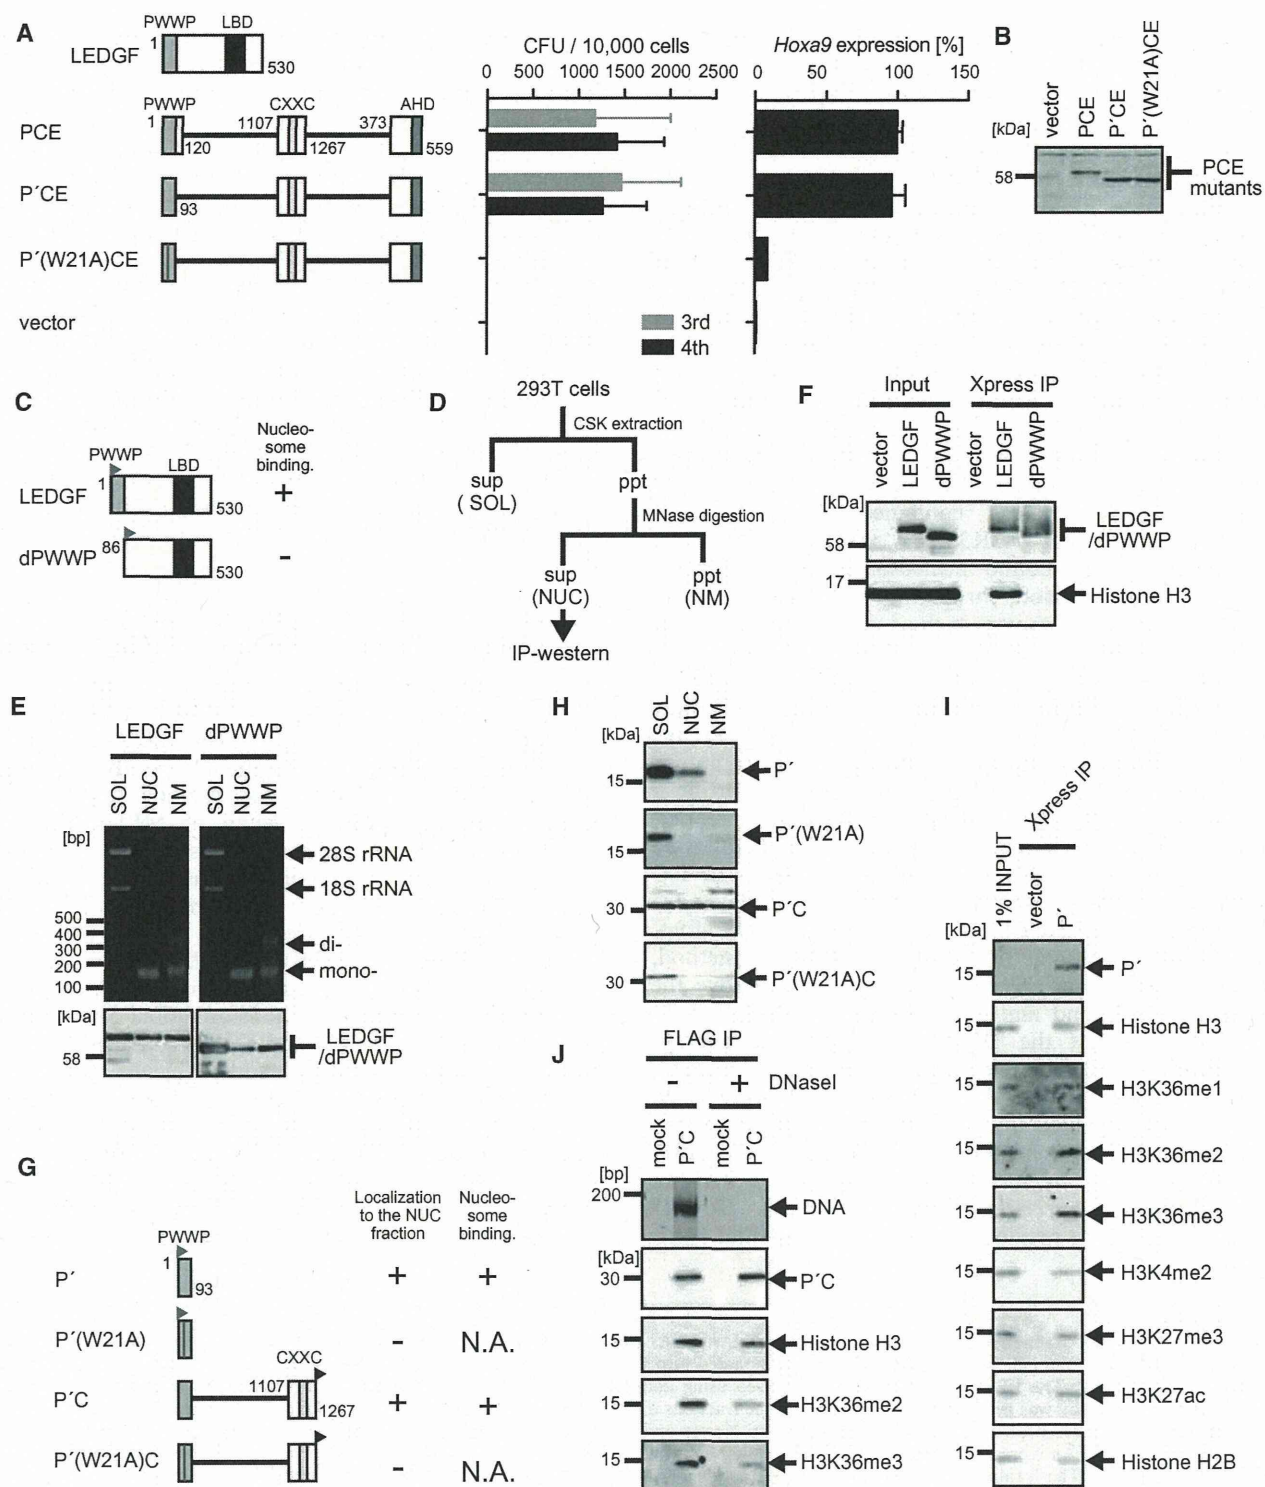 A
PWWP LBD
LEDGF 1 530
CFU / 10,000 cells
0 500 1000 1500 2000 2500
Hoxa9 expression [%]
0 50 100 150
PWWP CXXC AHD
PCE 1 120 1107 1267 373 559
P´CE 93
P´(W21A)CE
vector
3rd
4th
B
vector PCE P´CE P´(W21A)CE
[kDa]
58
PCE
mutants
C
Nucleo-
some
binding.
PWWP LBD
LEDGF 1 530 +
dPWWP 86 530 -
D
293T cells
CSK extraction
sup ppt
( SOL)
MNase digestion
sup ppt
(NUC) (NM)
IP-western
F
Input Xpress IP
vector LEDGF dPWWP vector LEDGF dPWWP
[kDa]
58
LEDGF
/dPWWP
17
Histone H3
E
LEDGF dPWWP
SOL NUC NM SOL NUC NM
[bp]
28S rRNA
18S rRNA
500
400
300
200
100
di-
mono-
[kDa]
58
LEDGF
/dPWWP
H
SOL NUC NM
[kDa]
15 P´
15 P´(W21A)
30 P´C
30 P´(W21A)C
I
Xpress IP
1% INPUT vector P´
[kDa]
15 P´
15 Histone H3
15 H3K36me1
15 H3K36me2
15 H3K36me3
15 H3K4me2
15 H3K27me3
15 H3K27ac
15 Histone H2B
J
FLAG IP
- + DNaseI
mock P´C mock P´C
[bp]
200 DNA
[kDa]
30 P´C
15 Histone H3
15 H3K36me2
15 H3K36me3
G
Localization
to the NUC
fraction
Nucleo-
some
binding.
PWWP
P´ 1 93 + +
P´(W21A) - N.A.
CXXC
P´C 1107 1267 + +
P´(W21A)C - N.A.